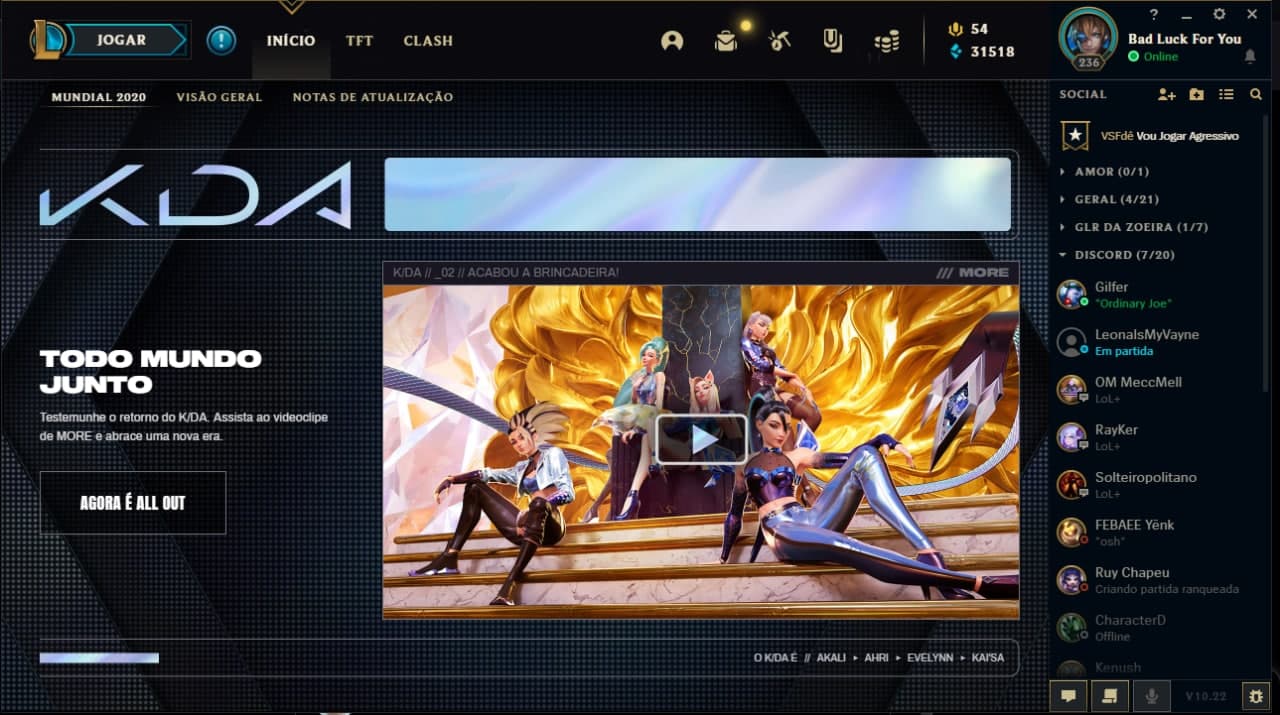 JOGAR
INÍCIO
TFT
CLASH
54
31518
236
?
Bad Luck For You
Online
MUNDIAL 2020
VISÃO GERAL
NOTAS DE ATUALIZAÇÃO
K/DA
K/DA // _02 // ACABOU A BRINCADEIRA!
/// MORE
TODO MUNDO
JUNTO
Testemunhe o retorno do K/DA. Assista ao videoclipe
de MORE e abrace uma nova era.
AGORA É ALL OUT
O K/DA É // AKALI ▸ AHRI ▸ EVELYNN ▸ KAI'SA
SOCIAL
VSFdê Vou Jogar Agressivo
AMOR (0/1)
GERAL (4/21)
GLR DA ZOEIRA (1/7)
DISCORD (7/20)
Gilfer
"Ordinary Joe"
LeonaIsMyVayne
Em partida
OM MeccMell
LoL+
RayKer
LoL+
Solteiropolitano
LoL+
FEBAEE Yënk
"osh"
Ruy Chapeu
Criando partida ranqueada
CharacterD
Offline
Kenush
V10.22